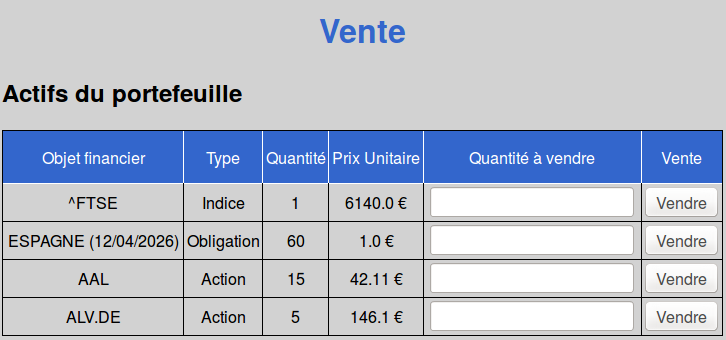 Vente
Actifs du portefeuille
Objet financier Type Quantité Prix Unitaire Quantité à vendre Vente
^FTSE Indice 1 6140.0 € Vendre
ESPAGNE (12/04/2026) Obligation 60 1.0 € Vendre
AAL Action 15 42.11 € Vendre
ALV.DE Action 5 146.1 € Vendre